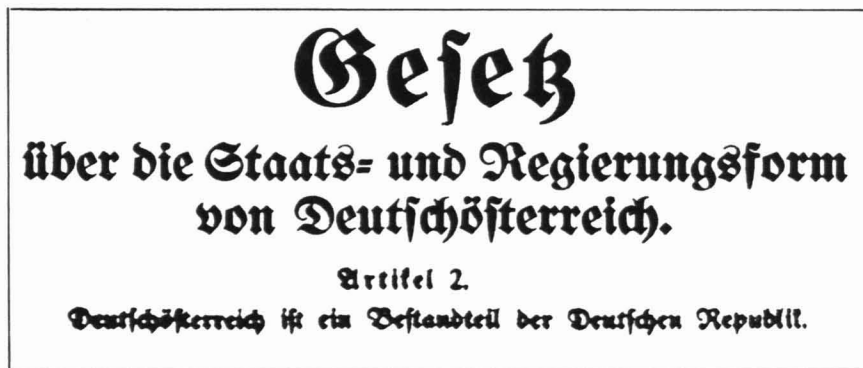 Gesetz
über die Staats- und Regierungsform
von Deutschösterreich.
Artikel 2.
Deutschösterreich ist ein Bestandteil der Deutschen Republik.